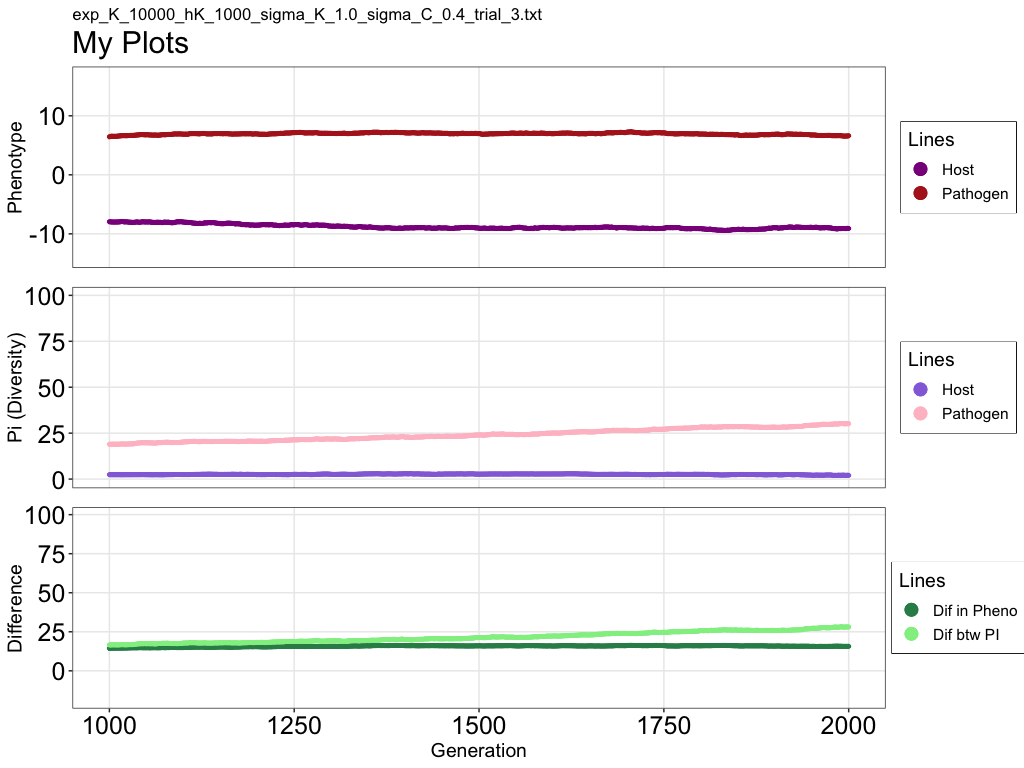 exp_K_10000_hK_1000_sigma_K_1.0_sigma_C_0.4_trial_3.txt
My Plots
Phenotype
10
0
-10
Lines
Host
Pathogen
Pi (Diversity)
100
75
50
25
0
Lines
Host
Pathogen
Difference
100
75
50
25
0
Lines
Dif in Pheno
Dif btw PI
1000 1250 1500 1750 2000
Generation